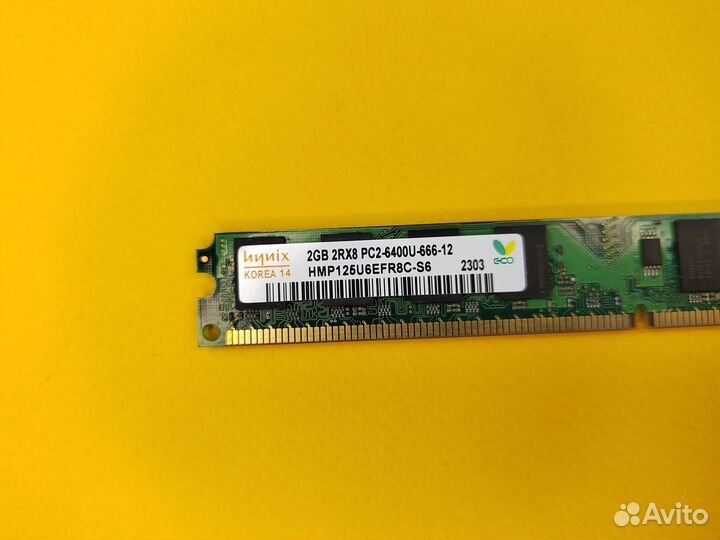 hynix
KOREA 14
2GB 2RX8 PC2-6400U-666-12
HMP125U6EFR8C-S6
2303
ECO
Avito